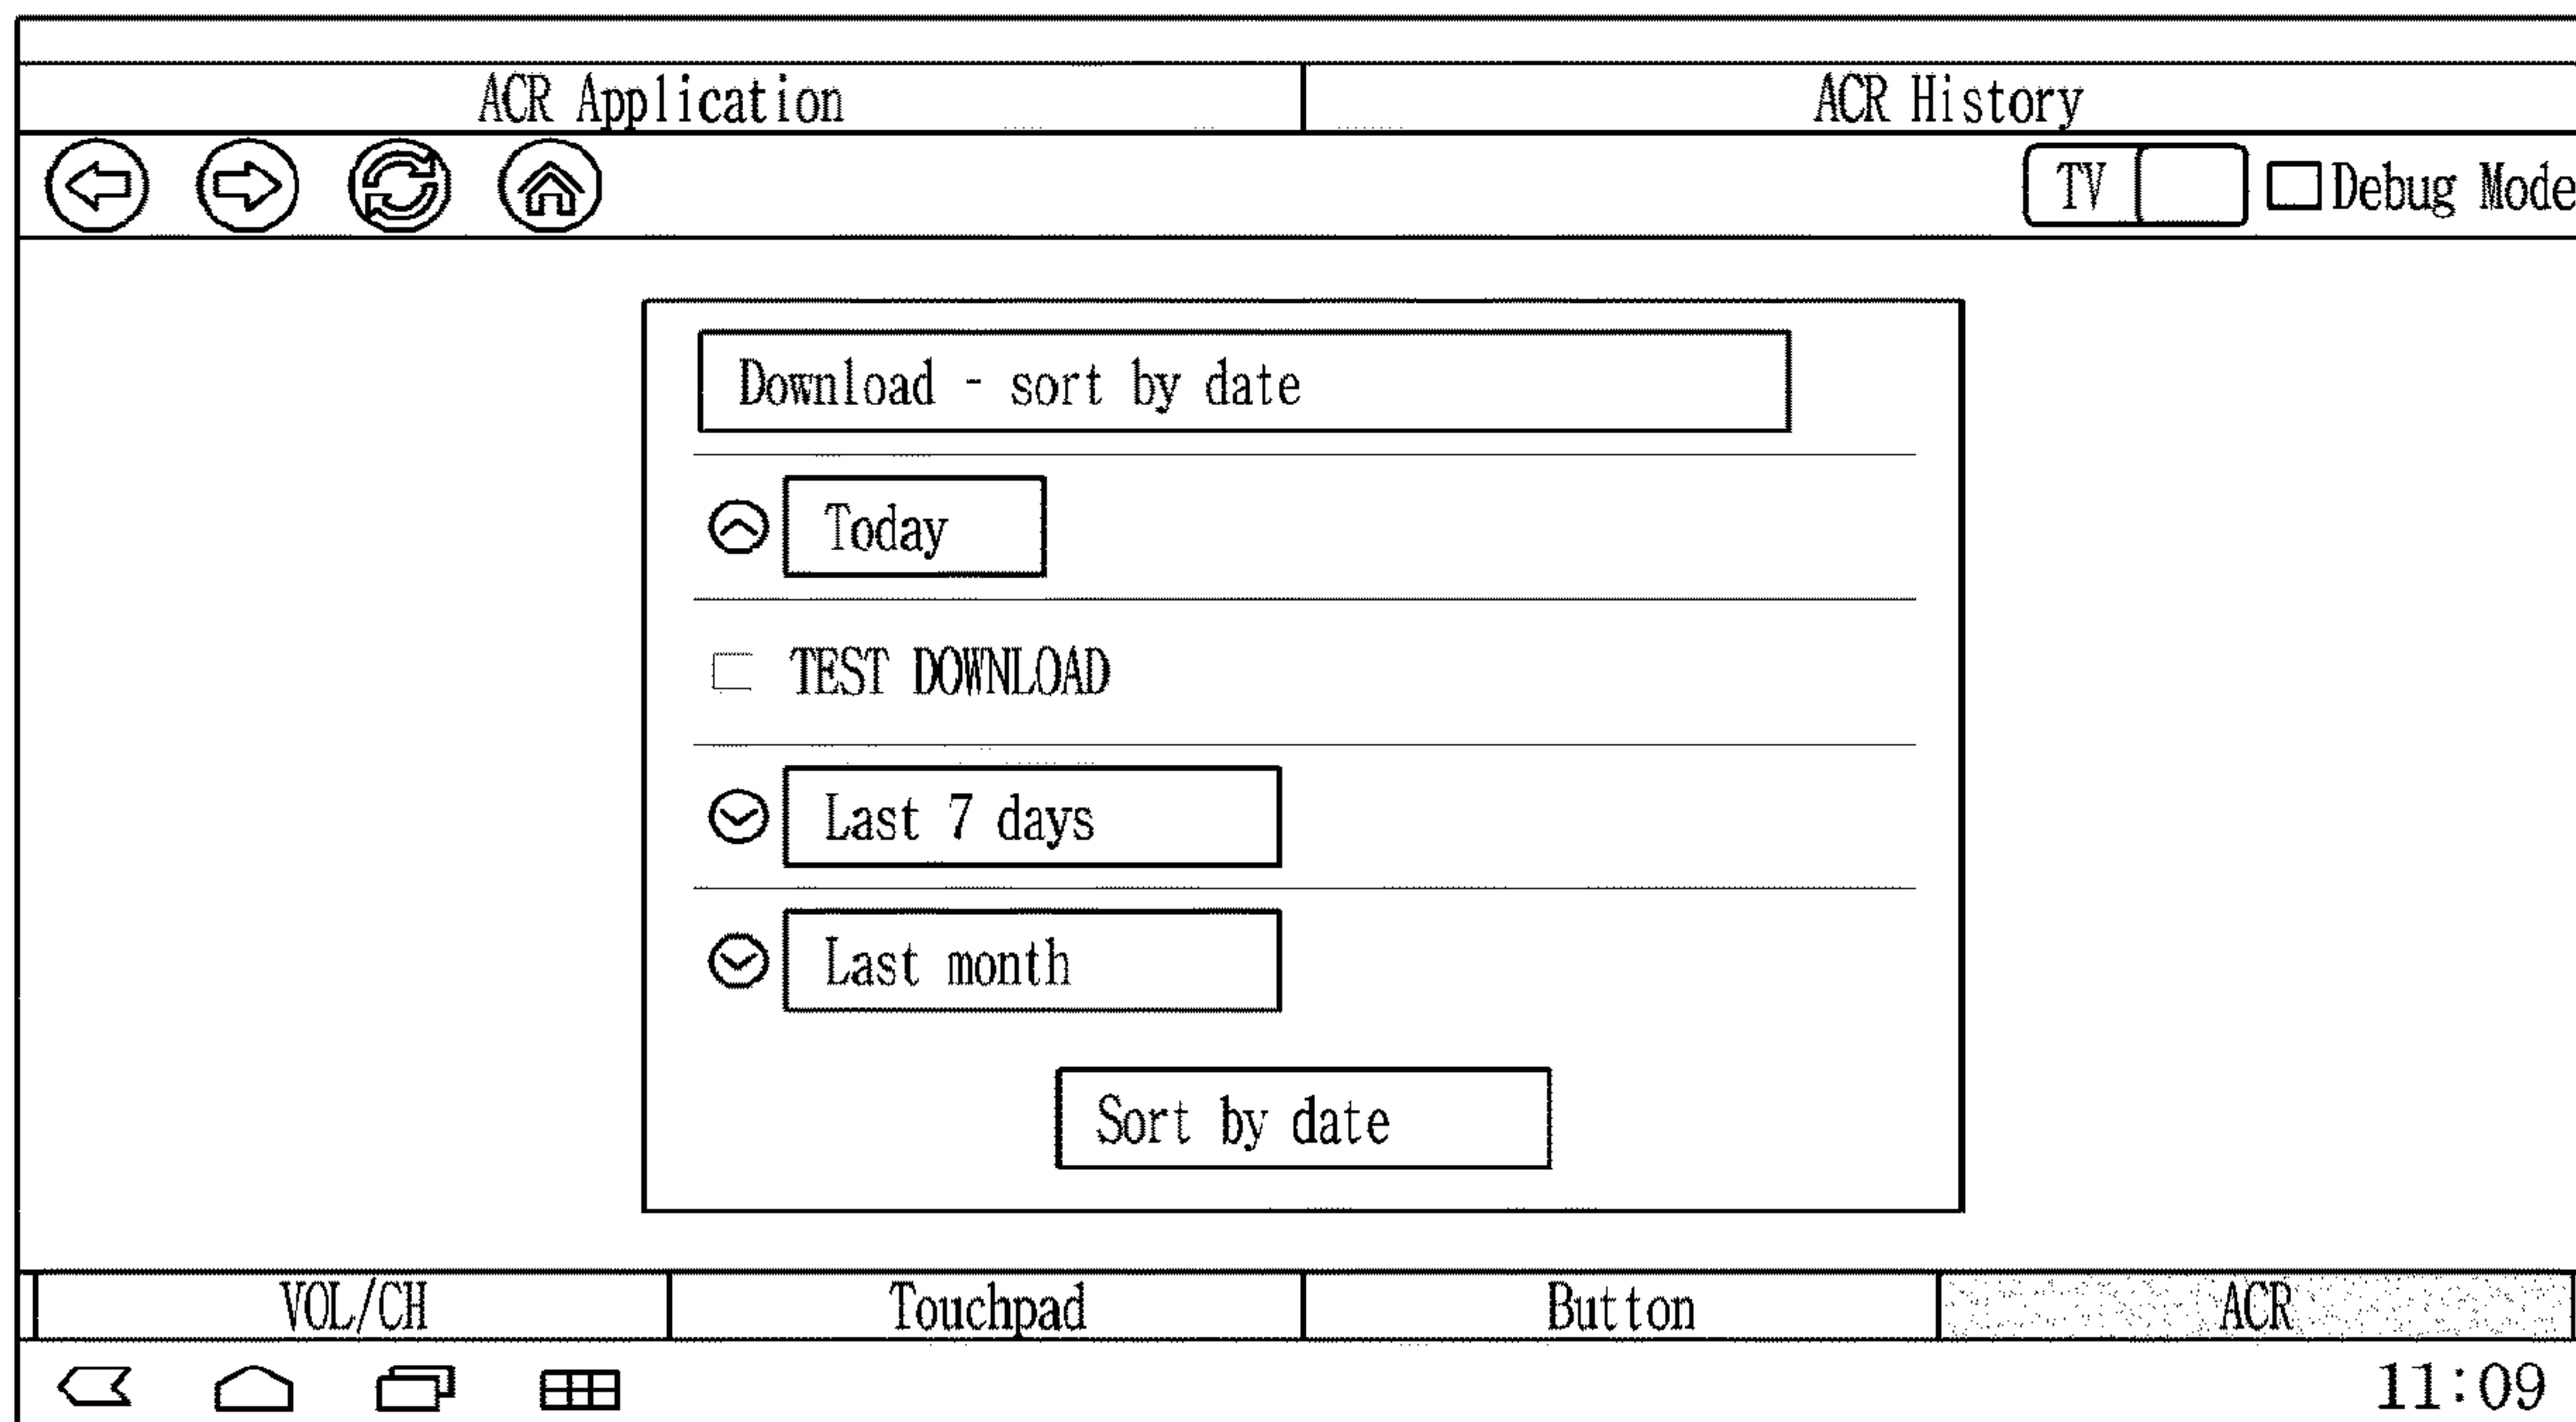 ACR Application
ACR History
TV
Debug Mode
Download - sort by date
Today
TEST DOWNLOAD
Last 7 days
Last month
Sort by date
VOL/CH
Touchpad
Button
ACR
11:09